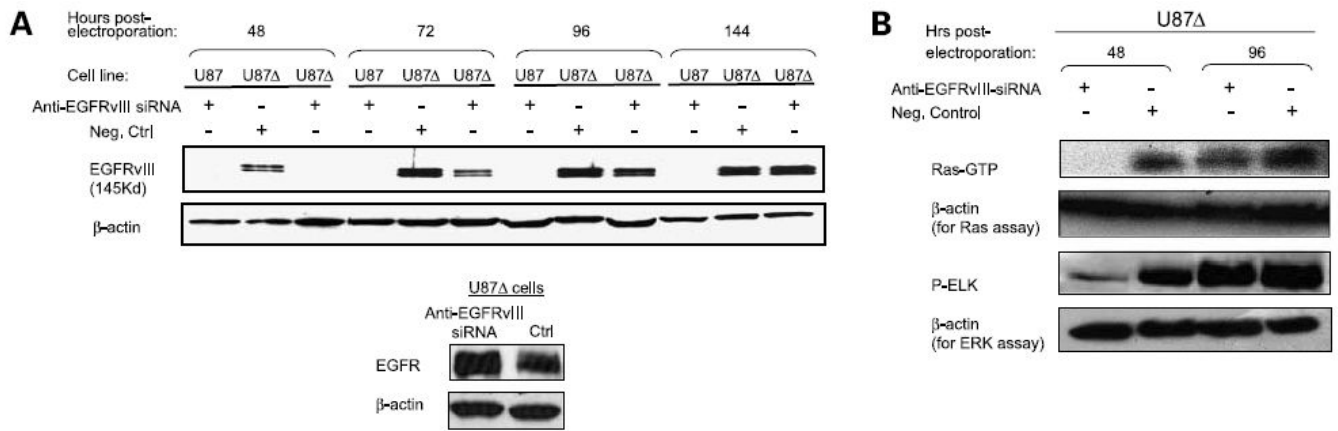 A
Hours post-
electroporation:
48 72 96 144
Cell line: U87 U87Δ U87Δ U87 U87Δ U87Δ U87 U87Δ U87Δ U87 U87Δ U87Δ
Anti-EGFRvIII siRNA + - + + - + + - + + - +
Neg. Ctrl - + - - + - - + - - + -
EGFRvIII
(145Kd)
β-actin
U87Δ cells
Anti-EGFRvIII
siRNA Ctrl
EGFR
β-actin
B
U87Δ
Hrs post-
electroporation:
48 96
Anti-EGFRvIII-siRNA + - + -
Neg. Control - + - +
Ras-GTP
β-actin
(for Ras assay)
P-ELK
β-actin
(for ERK assay)